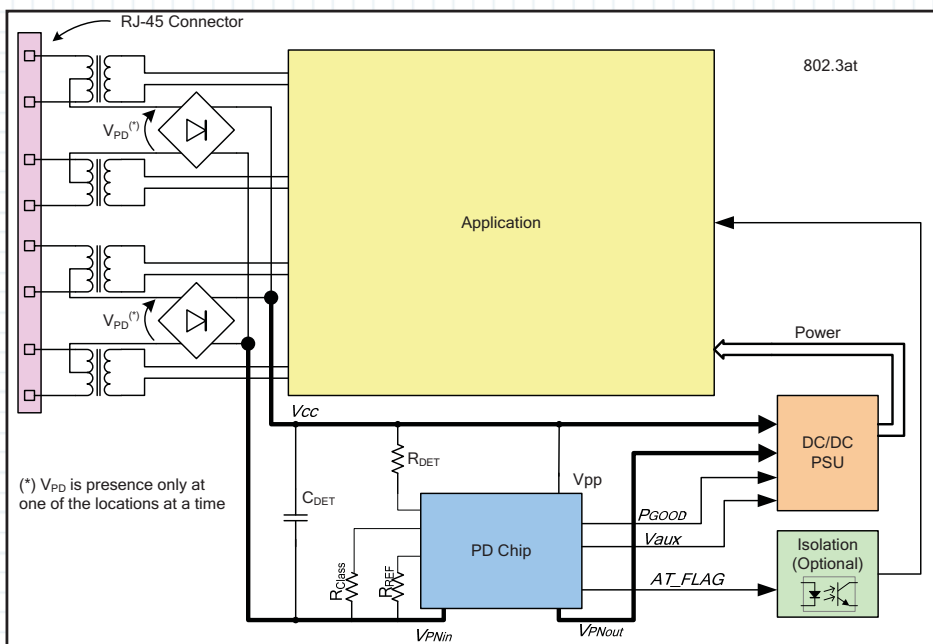 RJ-45 Connector
802.3at
VPD(*)
Application
VPD(*)
Power
Vcc
DC/DC
PSU
RDET
(*) VPD is presence only at
one of the locations at a time
Vpp
CDET
PGOOD
PD Chip
Vaux
Isolation
(Optional)
RClass
RREF
AT_FLAG
VPNin
VPNout